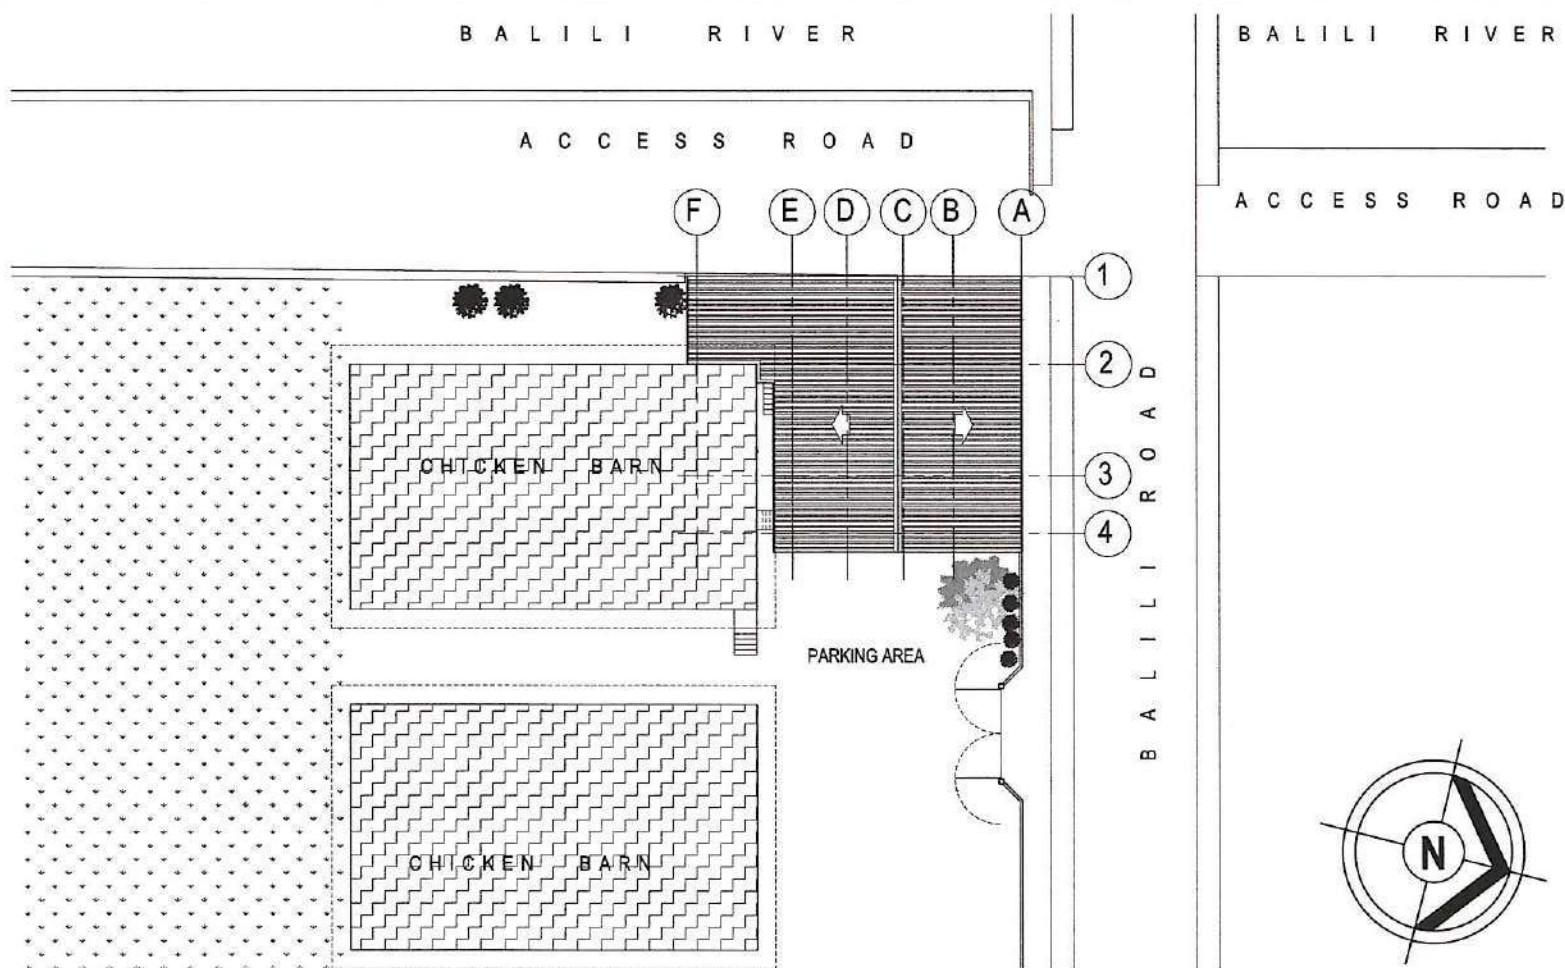 BALILI RIVER
BALILI RIVER
ACCESS ROAD
ACCESS ROAD
F E D C B A
1
2
3
4
CHICKEN BARN
BALILI ROAD
PARKING AREA
CHICKEN BARN
N